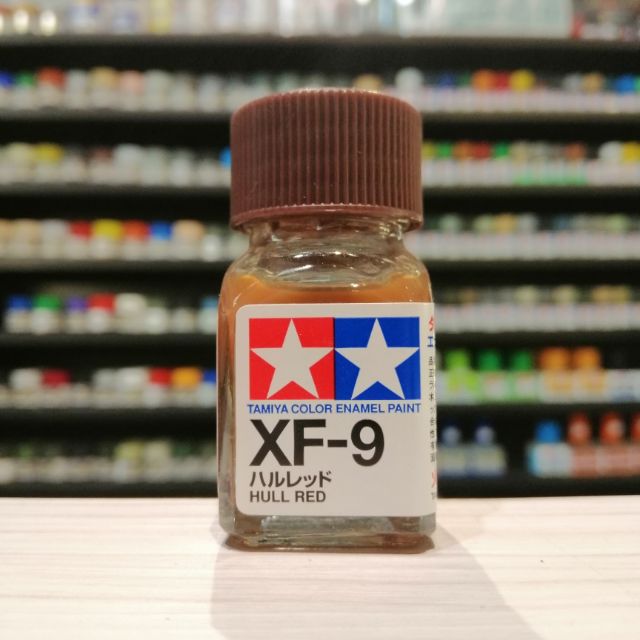 TAMIYA COLOR ENAMEL PAINT
XF-9
ハルレッド
HULL RED